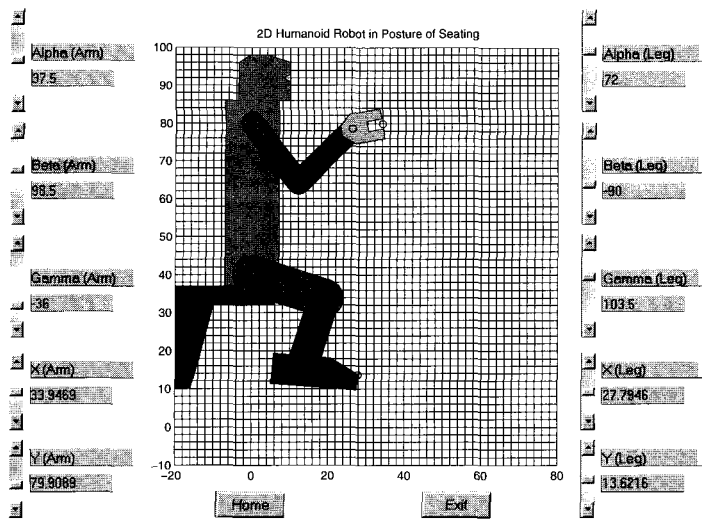 2D Humanoid Robot in Posture of Seating
Alpha (Arm)
37.5
Beta (Arm)
98.5
Gamma (Arm)
-36
X (Arm)
33.9469
Y (Arm)
79.9089
100
90
80
70
60
50
40
30
20
10
0
-10
-20
0
20
40
60
80
Alpha (Leg)
72
Beta (Leg)
-90
Gamma (Leg)
103.5
X (Leg)
27.7846
Y (Leg)
13.6216
Home
Exit